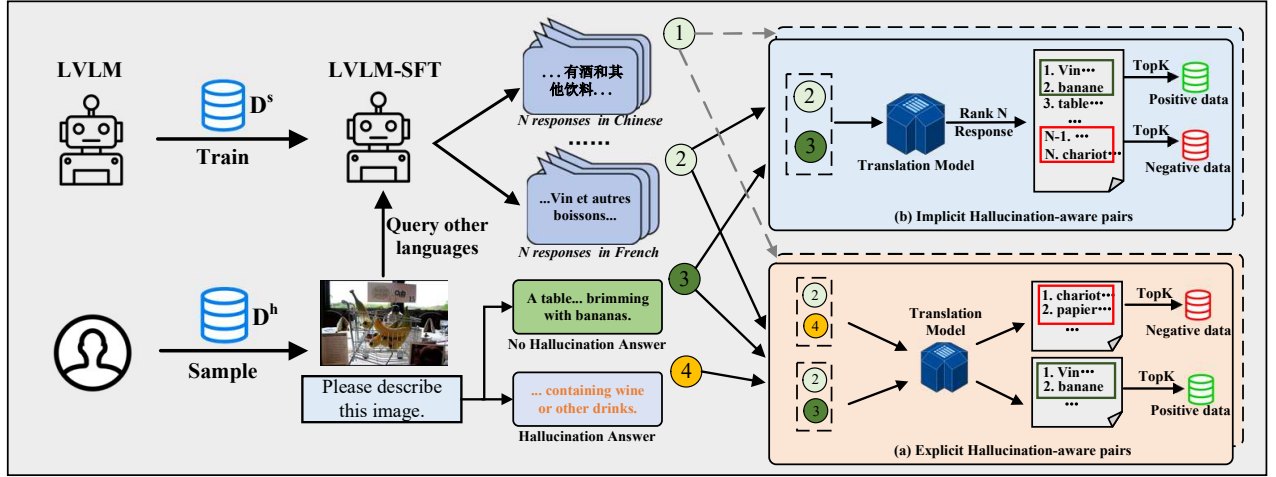 LVLM
D^s
Train
LVLM-SFT
...有酒和其
他饮料...
N responses in Chinese
......
...Vin et autres
boissons...
N responses in French
Query other
languages
D^h
Sample
Please describe
this image.
A table... brimming
with bananas.
No Hallucination Answer
... containing wine
or other drinks.
Hallucination Answer
1
2
3
4
2
3
Translation Model
Rank N
Response
1. Vin···
2. banane
3. table···
...
N-1. ···
N. chariot···
TopK
Positive data
TopK
Negative data
(b) Implicit Hallucination-aware pairs
2
4
2
3
Translation
Model
1. chariot···
2. papier···
···
TopK
Negative data
1. Vin···
2. banane
···
TopK
Positive data
(a) Explicit Hallucination-aware pairs